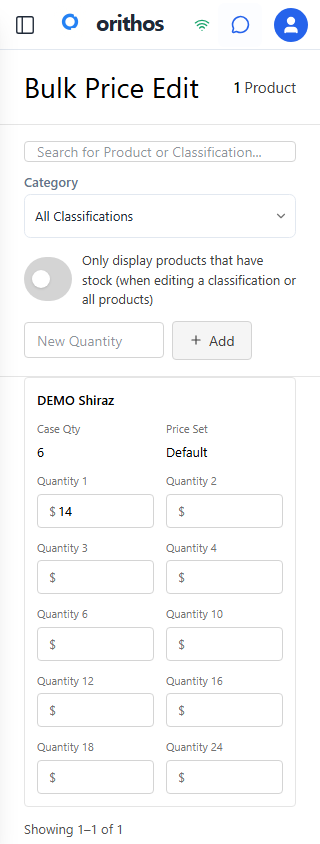 orithos
Bulk Price Edit
1 Product
Search for Product or Classification...
Category
All Classifications
Only display products that have
stock (when editing a classification or
all products)
New Quantity
+ Add
DEMO Shiraz
Case Qty
Price Set
6
Default
Quantity 1
Quantity 2
$ 14
$
Quantity 3
Quantity 4
$
$
Quantity 6
Quantity 10
$
$
Quantity 12
Quantity 16
$
$
Quantity 18
Quantity 24
$
$
Showing 1–1 of 1